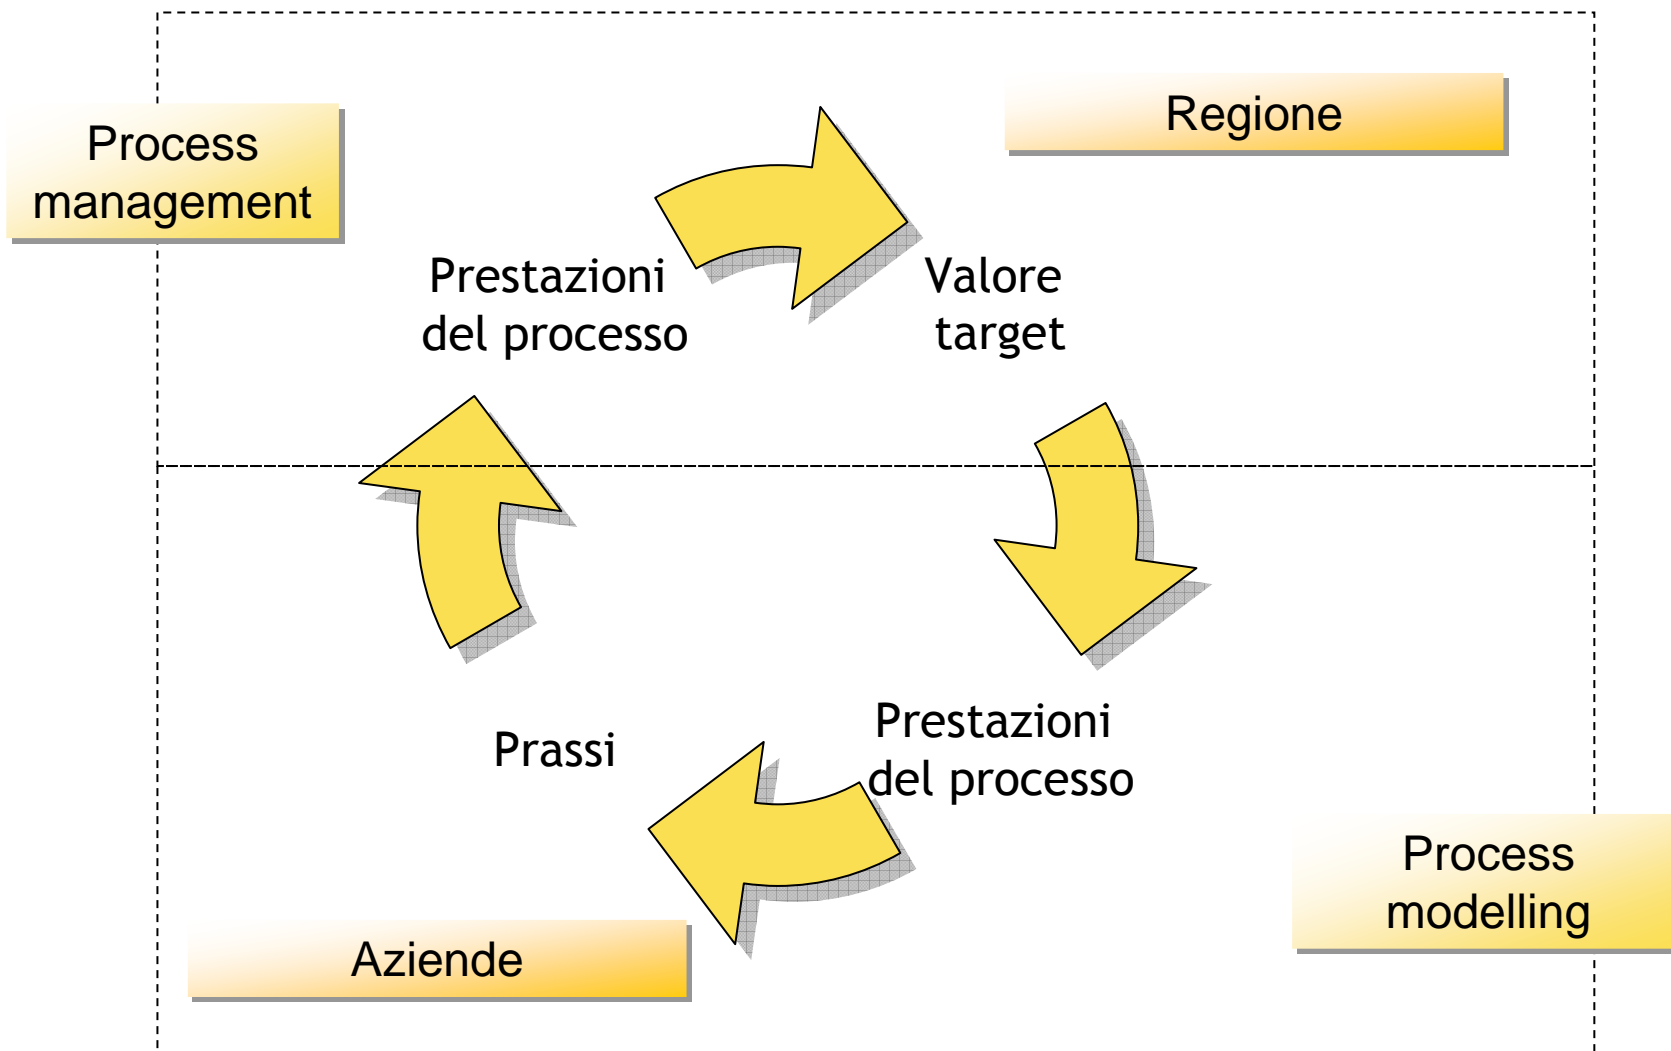 Process
management
Regione
Prestazioni
del processo
Valore
target
Prassi
Prestazioni
del processo
Process
modelling
Aziende